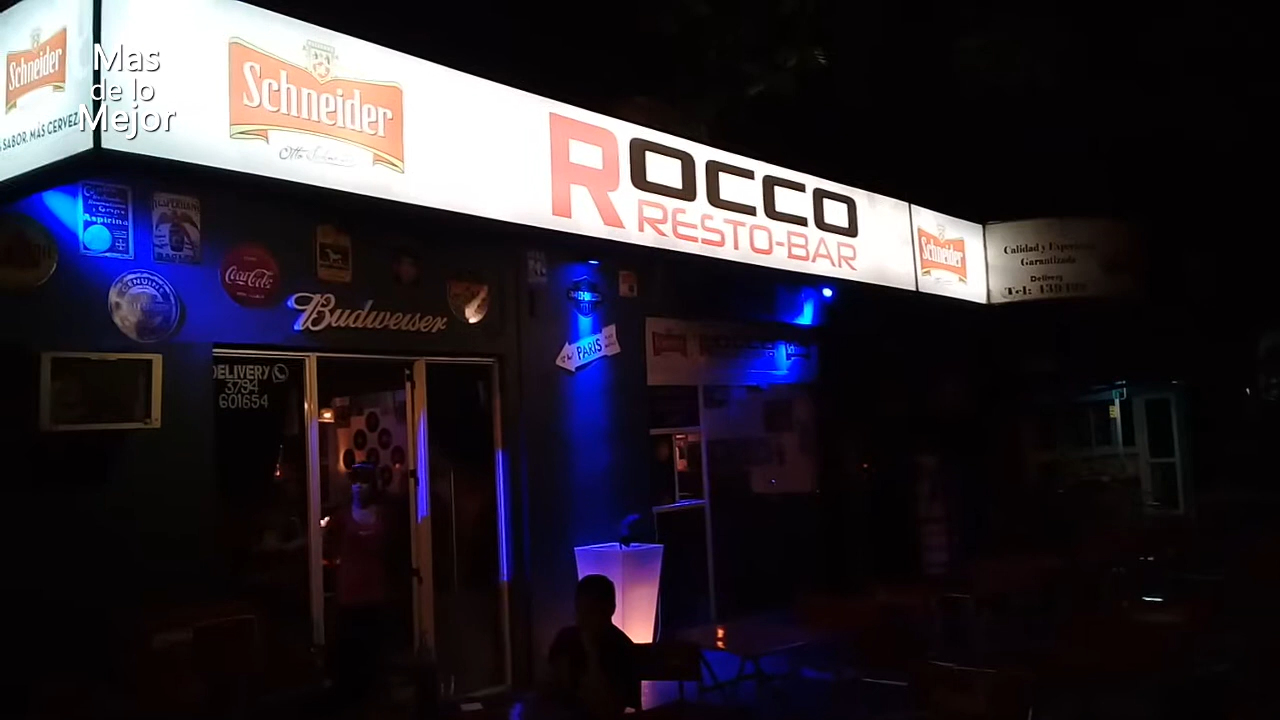 Mas
de lo
Mejor
Schneider
SABOR. MÁS CERVEZ
Schneider
ROCCO
RESTO-BAR
Schneider
Calidad y
Garantizada
Delivery
Tel:
Aspirina
GENUINE
Coca-Cola
Budweiser
PARIS
DELIVERY
3794
601654